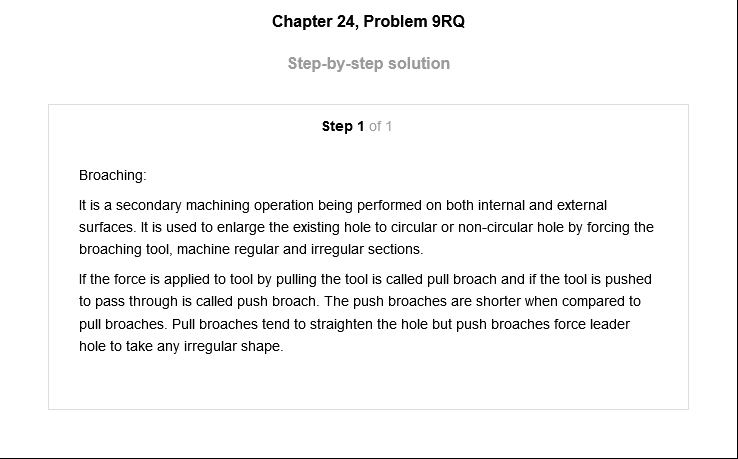 Chapter 24, Problem 9RQ
Step-by-step solution
Step 1 of 1
Broaching:
It is a secondary machining operation being performed on both internal and external
surfaces. It is used to enlarge the existing hole to circular or non-circular hole by forcing the
broaching tool, machine regular and irregular sections.
If the force is applied to tool by pulling the tool is called pull broach and if the tool is pushed
to pass through is called push broach. The push broaches are shorter when compared to
pull broaches. Pull broaches tend to straighten the hole but push broaches force leader
hole to take any irregular shape.